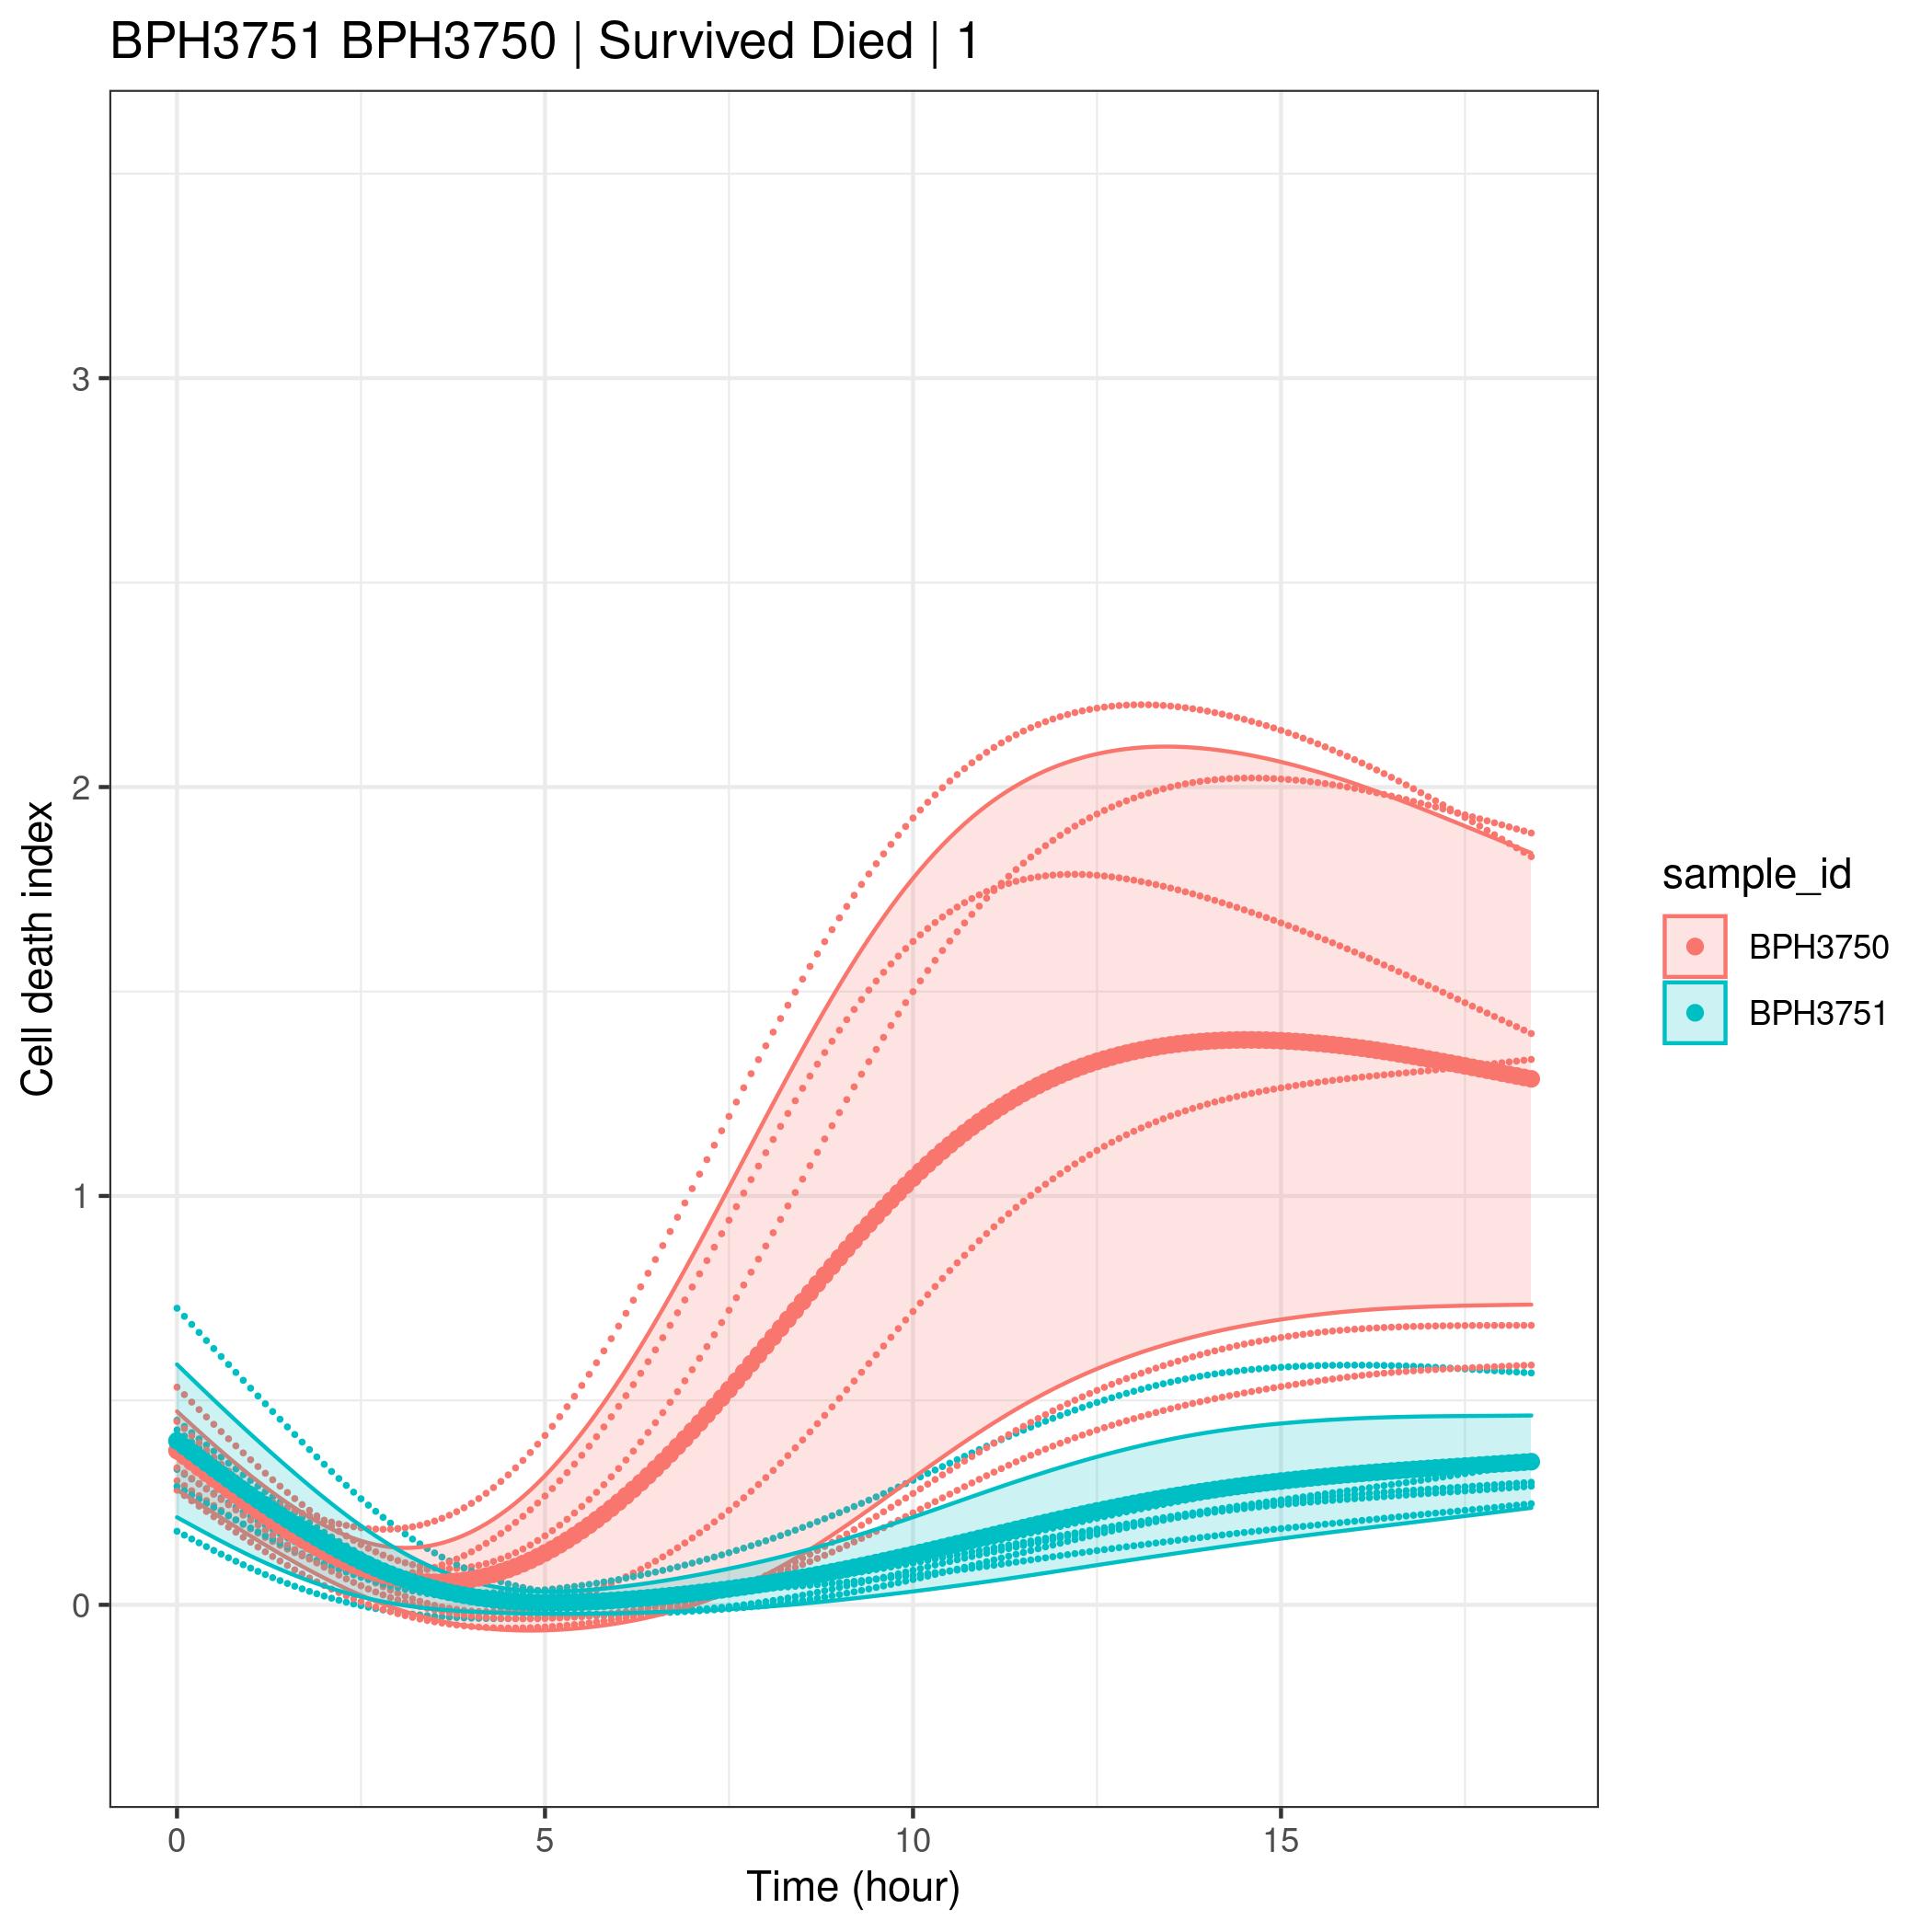 BPH3751 BPH3750 | Survived Died | 1
Cell death index
3
2
1
0
0 5 10 15
Time (hour)
sample_id
BPH3750
BPH3751